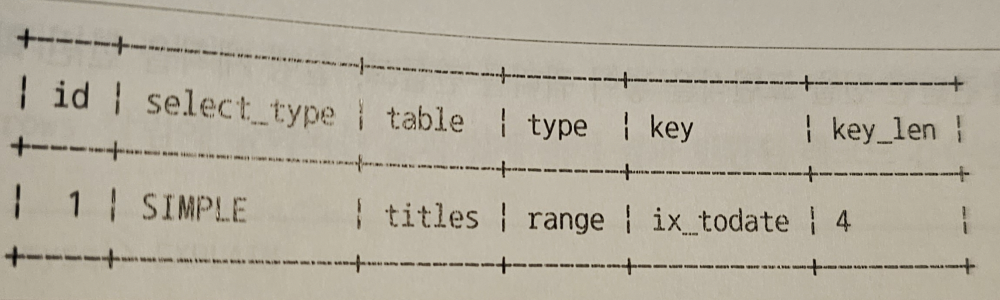 | id | select_type | table | type | key | key_len |
| 1 | SIMPLE | titles | range | ix_todate | 4 |